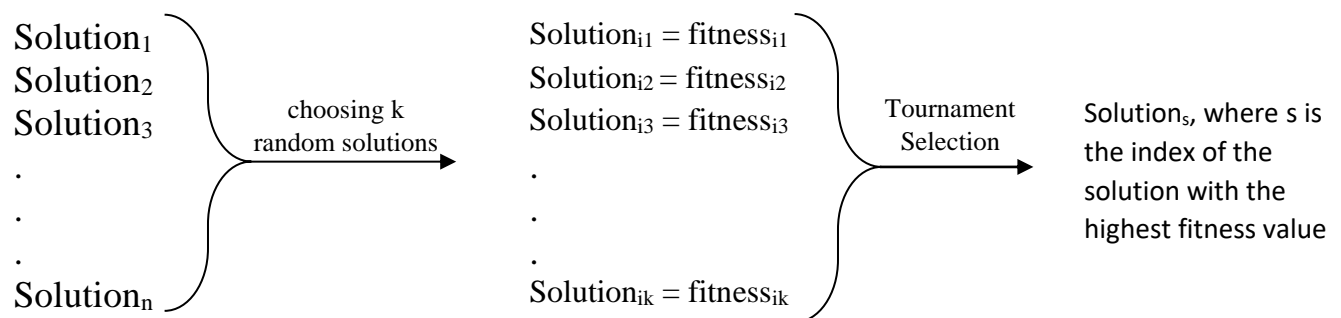 Solution₁
Solution₂
Solution₃
.
.
.
Solutionₙ
choosing k
random solutions
Solutionᵢ₁ = fitnessᵢ₁
Solutionᵢ₂ = fitnessᵢ₂
Solutionᵢ₃ = fitnessᵢ₃
.
.
.
Solutionᵢₖ = fitnessᵢₖ
Tournament
Selection
Solutionₛ, where s is
the index of the
solution with the
highest fitness value